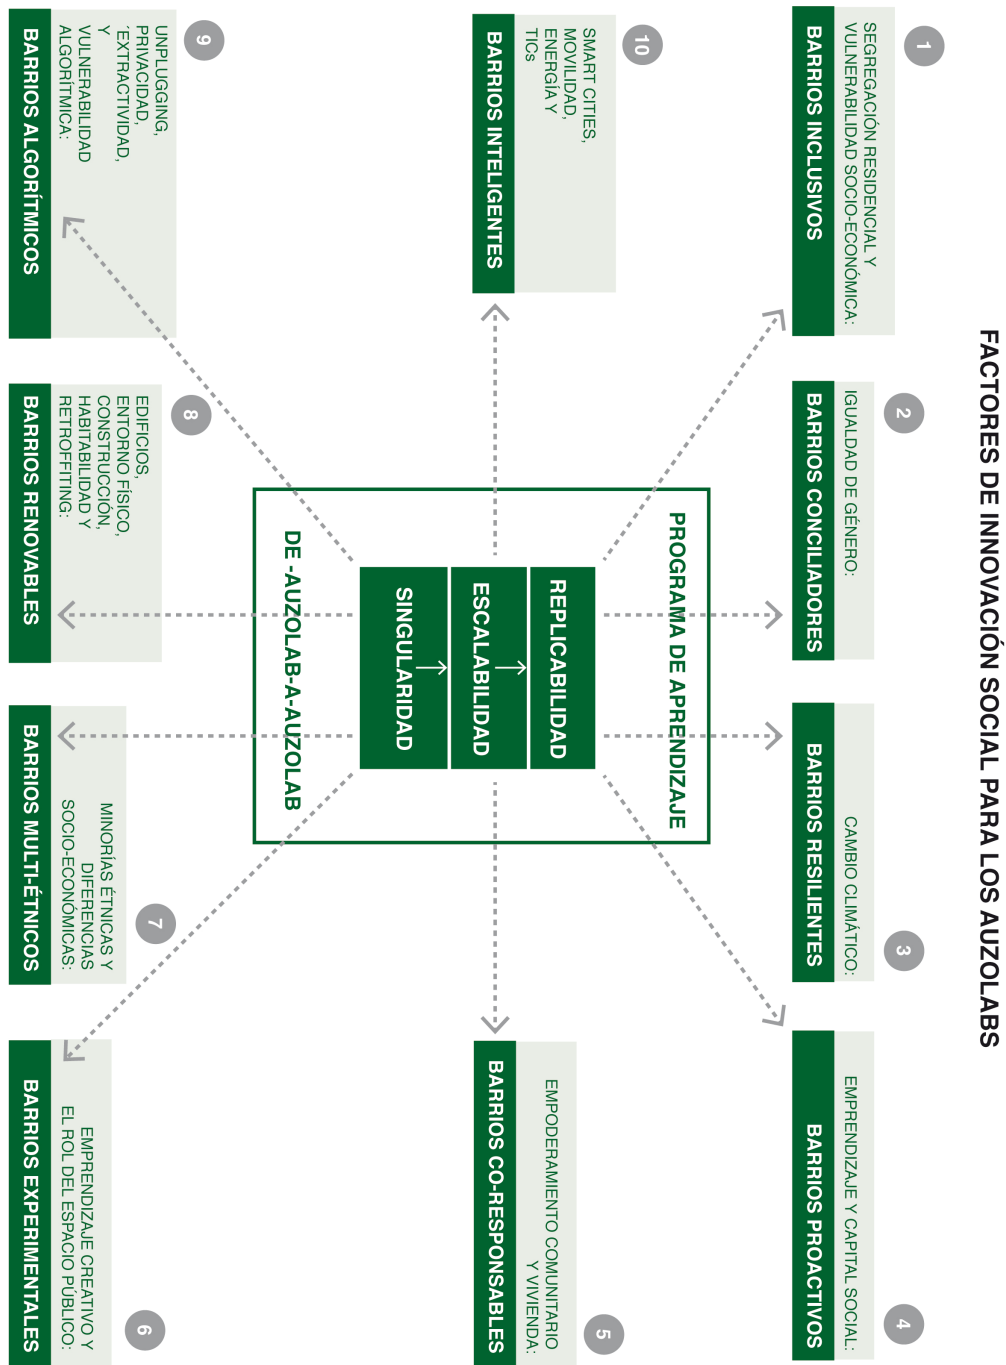 FACTORES DE INNOVACIÓN SOCIAL PARA LOS AUZOLABS
1
SEGREGACIÓN RESIDENCIAL Y
VULNERABILIDAD SOCIO-ECONÓMICA:
BARRIOS INCLUSIVOS
2
IGUALDAD DE GÉNERO:
BARRIOS CONCILIADORES
3
CAMBIO CLIMÁTICO:
BARRIOS RESILIENTES
4
EMPRENDIZAJE Y CAPITAL SOCIAL:
BARRIOS PROACTIVOS
10
SMART CITIES,
MOVILIDAD,
ENERGÍA Y
TICs
BARRIOS INTELIGENTES
PROGRAMA DE APRENDIZAJE
REPLICABILIDAD
ESCALABILIDAD
SINGULARIDAD
DE -AUZOLAB-A-AUZOLAB
5
EMPODERAMIENTO COMUNITARIO
Y VIVIENDA:
BARRIOS CO-RESPONSABLES
9
UNPLUGGING,
PRIVACIDAD,
'EXTRACTIVIDAD,
Y
VULNERABILIDAD
ALGORÍTMICA:
BARRIOS ALGORÍTMICOS
8
EDIFICIOS,
ENTORNO FÍSICO,
CONSTRUCCIÓN,
HABITABILIDAD Y
RETROFFITING:
BARRIOS RENOVABLES
7
MINORÍAS ÉTNICAS Y
DIFERENCIAS
SOCIO-ECONÓMICAS:
BARRIOS MULTI-ÉTNICOS
6
EMPRENDIZAJE CREATIVO Y
EL ROL DEL ESPACIO PÚBLICO:
BARRIOS EXPERIMENTALES